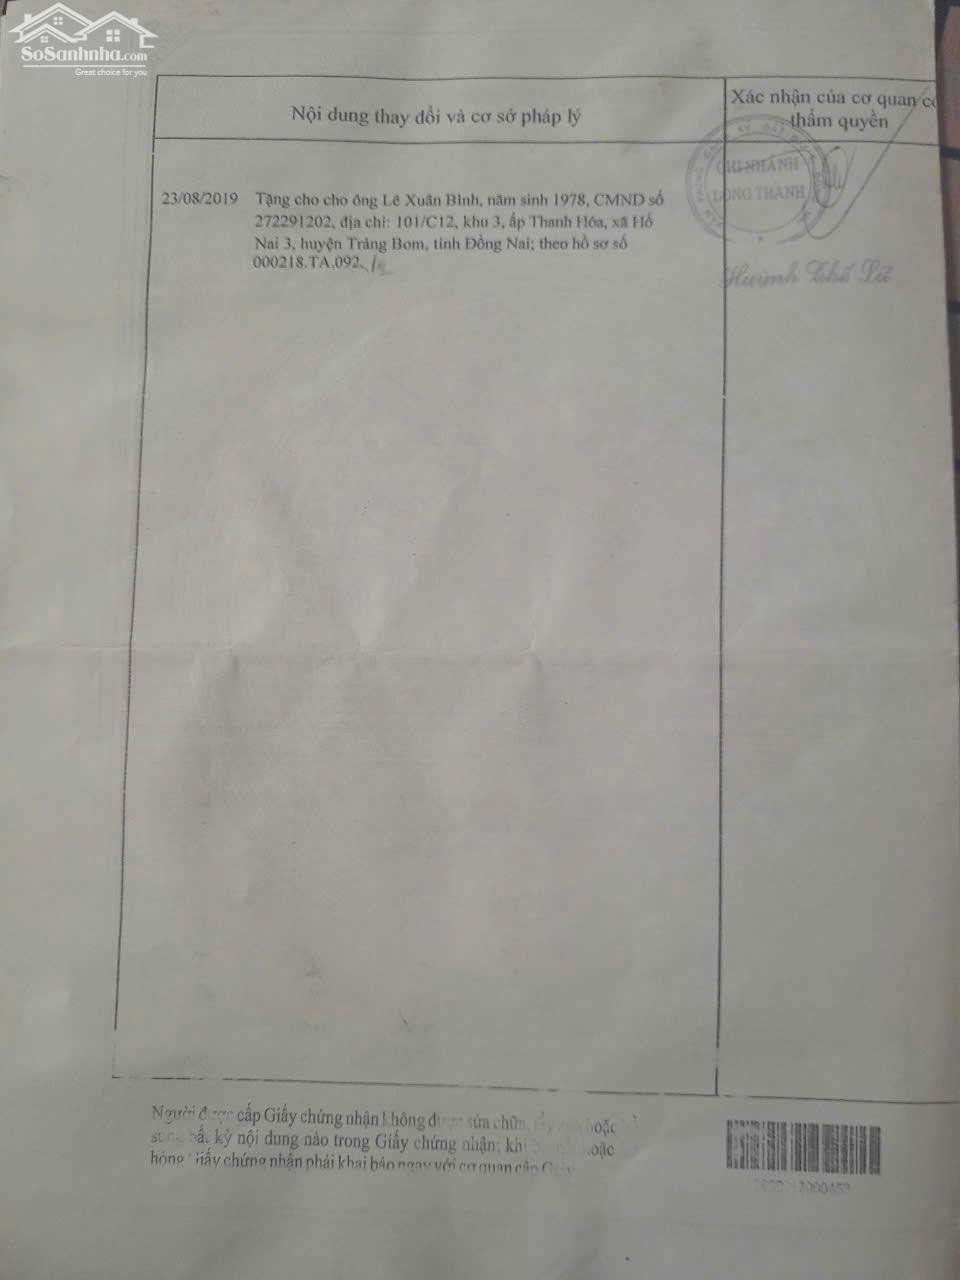 SoSanhnha.com
Great choice for you
Nội dung thay đổi và cơ sở pháp lý
Xác nhận của cơ quan có
thẩm quyền
CHI NHÁNH
LONG THÀNH
23/08/2019 Tặng cho cho ông Lê Xuân Bình, năm sinh 1978, CMND số
272291202, địa chỉ: 101/C12, khu 3, ấp Thanh Hóa, xã Hố
Nai 3, huyện Trảng Bom, tỉnh Đồng Nai; theo hồ sơ số
000218.TA.092.
Huỳnh Thế Lữ
Người được cấp Giấy chứng nhận không được sửa chữa, hoặc
kỳ nội dung nào trong Giấy chứng nhận; khi hoặc
Giấy chứng nhận phải khai báo ngay với cơ quan cấp Giấy